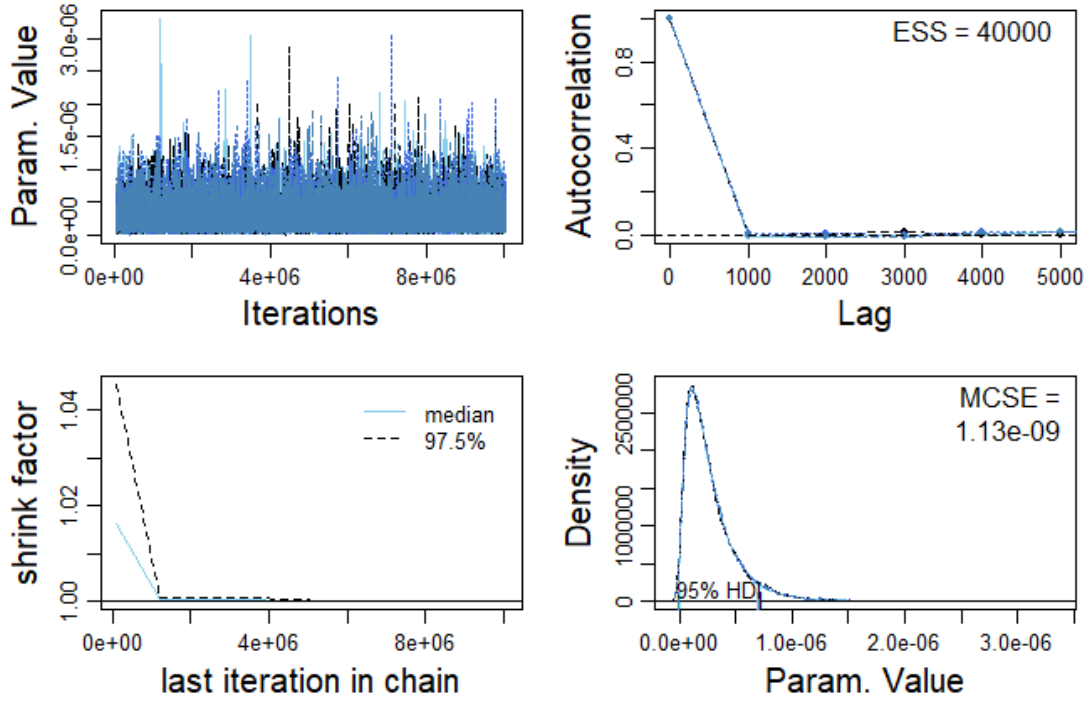 Param. Value
3.0e-06
1.5e-06
0.0e+00
0e+00
4e+06
8e+06
Iterations
Autocorrelation
0.8
0.4
0.0
ESS = 40000
0
1000
2000
3000
4000
5000
Lag
shrink factor
1.04
1.02
1.00
median
97.5%
0e+00
4e+06
8e+06
last iteration in chain
Density
2500000
1000000
0
MCSE =
1.13e-09
95% HDI
0.0e+00
1.0e-06
2.0e-06
3.0e-06
Param. Value